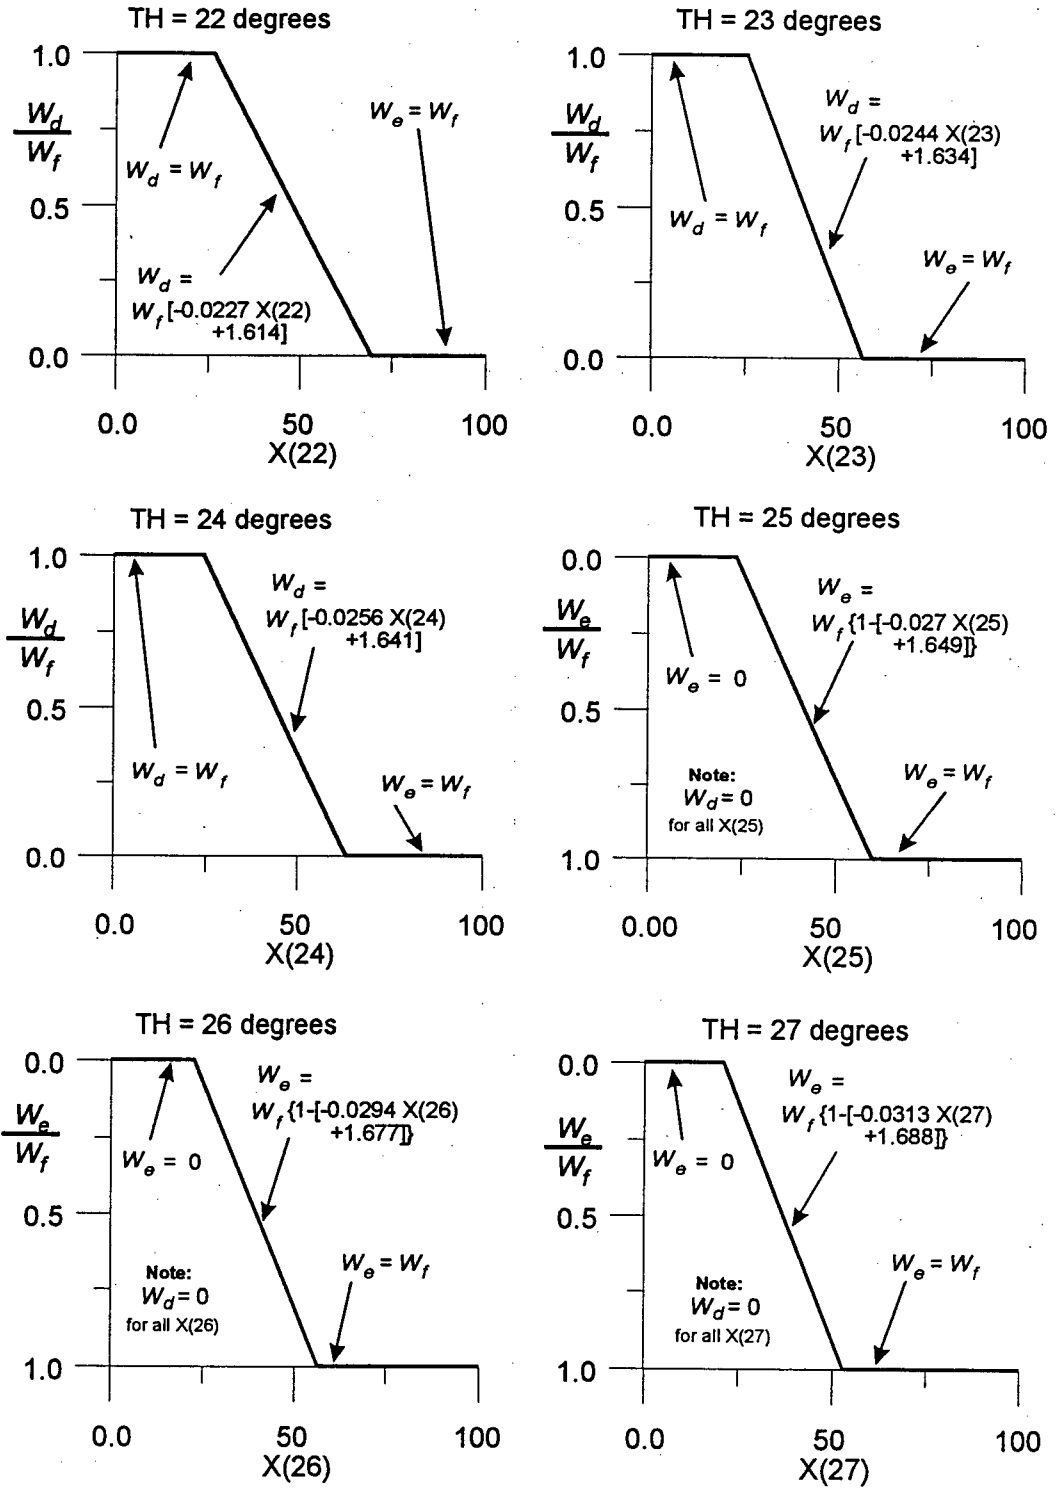 TH = 22 degrees
1.0
W_d
W_f
0.5
0.0
W_d = W_f
W_e = W_f
W_d =
W_f [-0.0227 X(22)
+1.614]
0.0
50
100
X(22)
TH = 23 degrees
1.0
W_d
W_f
0.5
0.0
W_d =
W_f [-0.0244 X(23)
+1.634]
W_d = W_f
W_e = W_f
0.0
50
100
X(23)
TH = 24 degrees
1.0
W_d
W_f
0.5
0.0
W_d =
W_f [-0.0256 X(24)
+1.641]
W_d = W_f
W_e = W_f
0.0
50
100
X(24)
TH = 25 degrees
0.0
W_e
W_f
0.5
1.0
W_e =
W_f {1-[-0.027 X(25)
+1.649]}
W_e = 0
Note:
W_d = 0
for all X(25)
W_e = W_f
0.00
50
100
X(25)
TH = 26 degrees
0.0
W_e
W_f
0.5
1.0
W_e =
W_f {1-[-0.0294 X(26)
+1.677]}
W_e = 0
Note:
W_d = 0
for all X(26)
W_e = W_f
0.0
50
100
X(26)
TH = 27 degrees
0.0
W_e
W_f
0.5
1.0
W_e =
W_f {1-[-0.0313 X(27)
+1.688]}
W_e = 0
Note:
W_d = 0
for all X(27)
W_e = W_f
0.0
50
100
X(27)